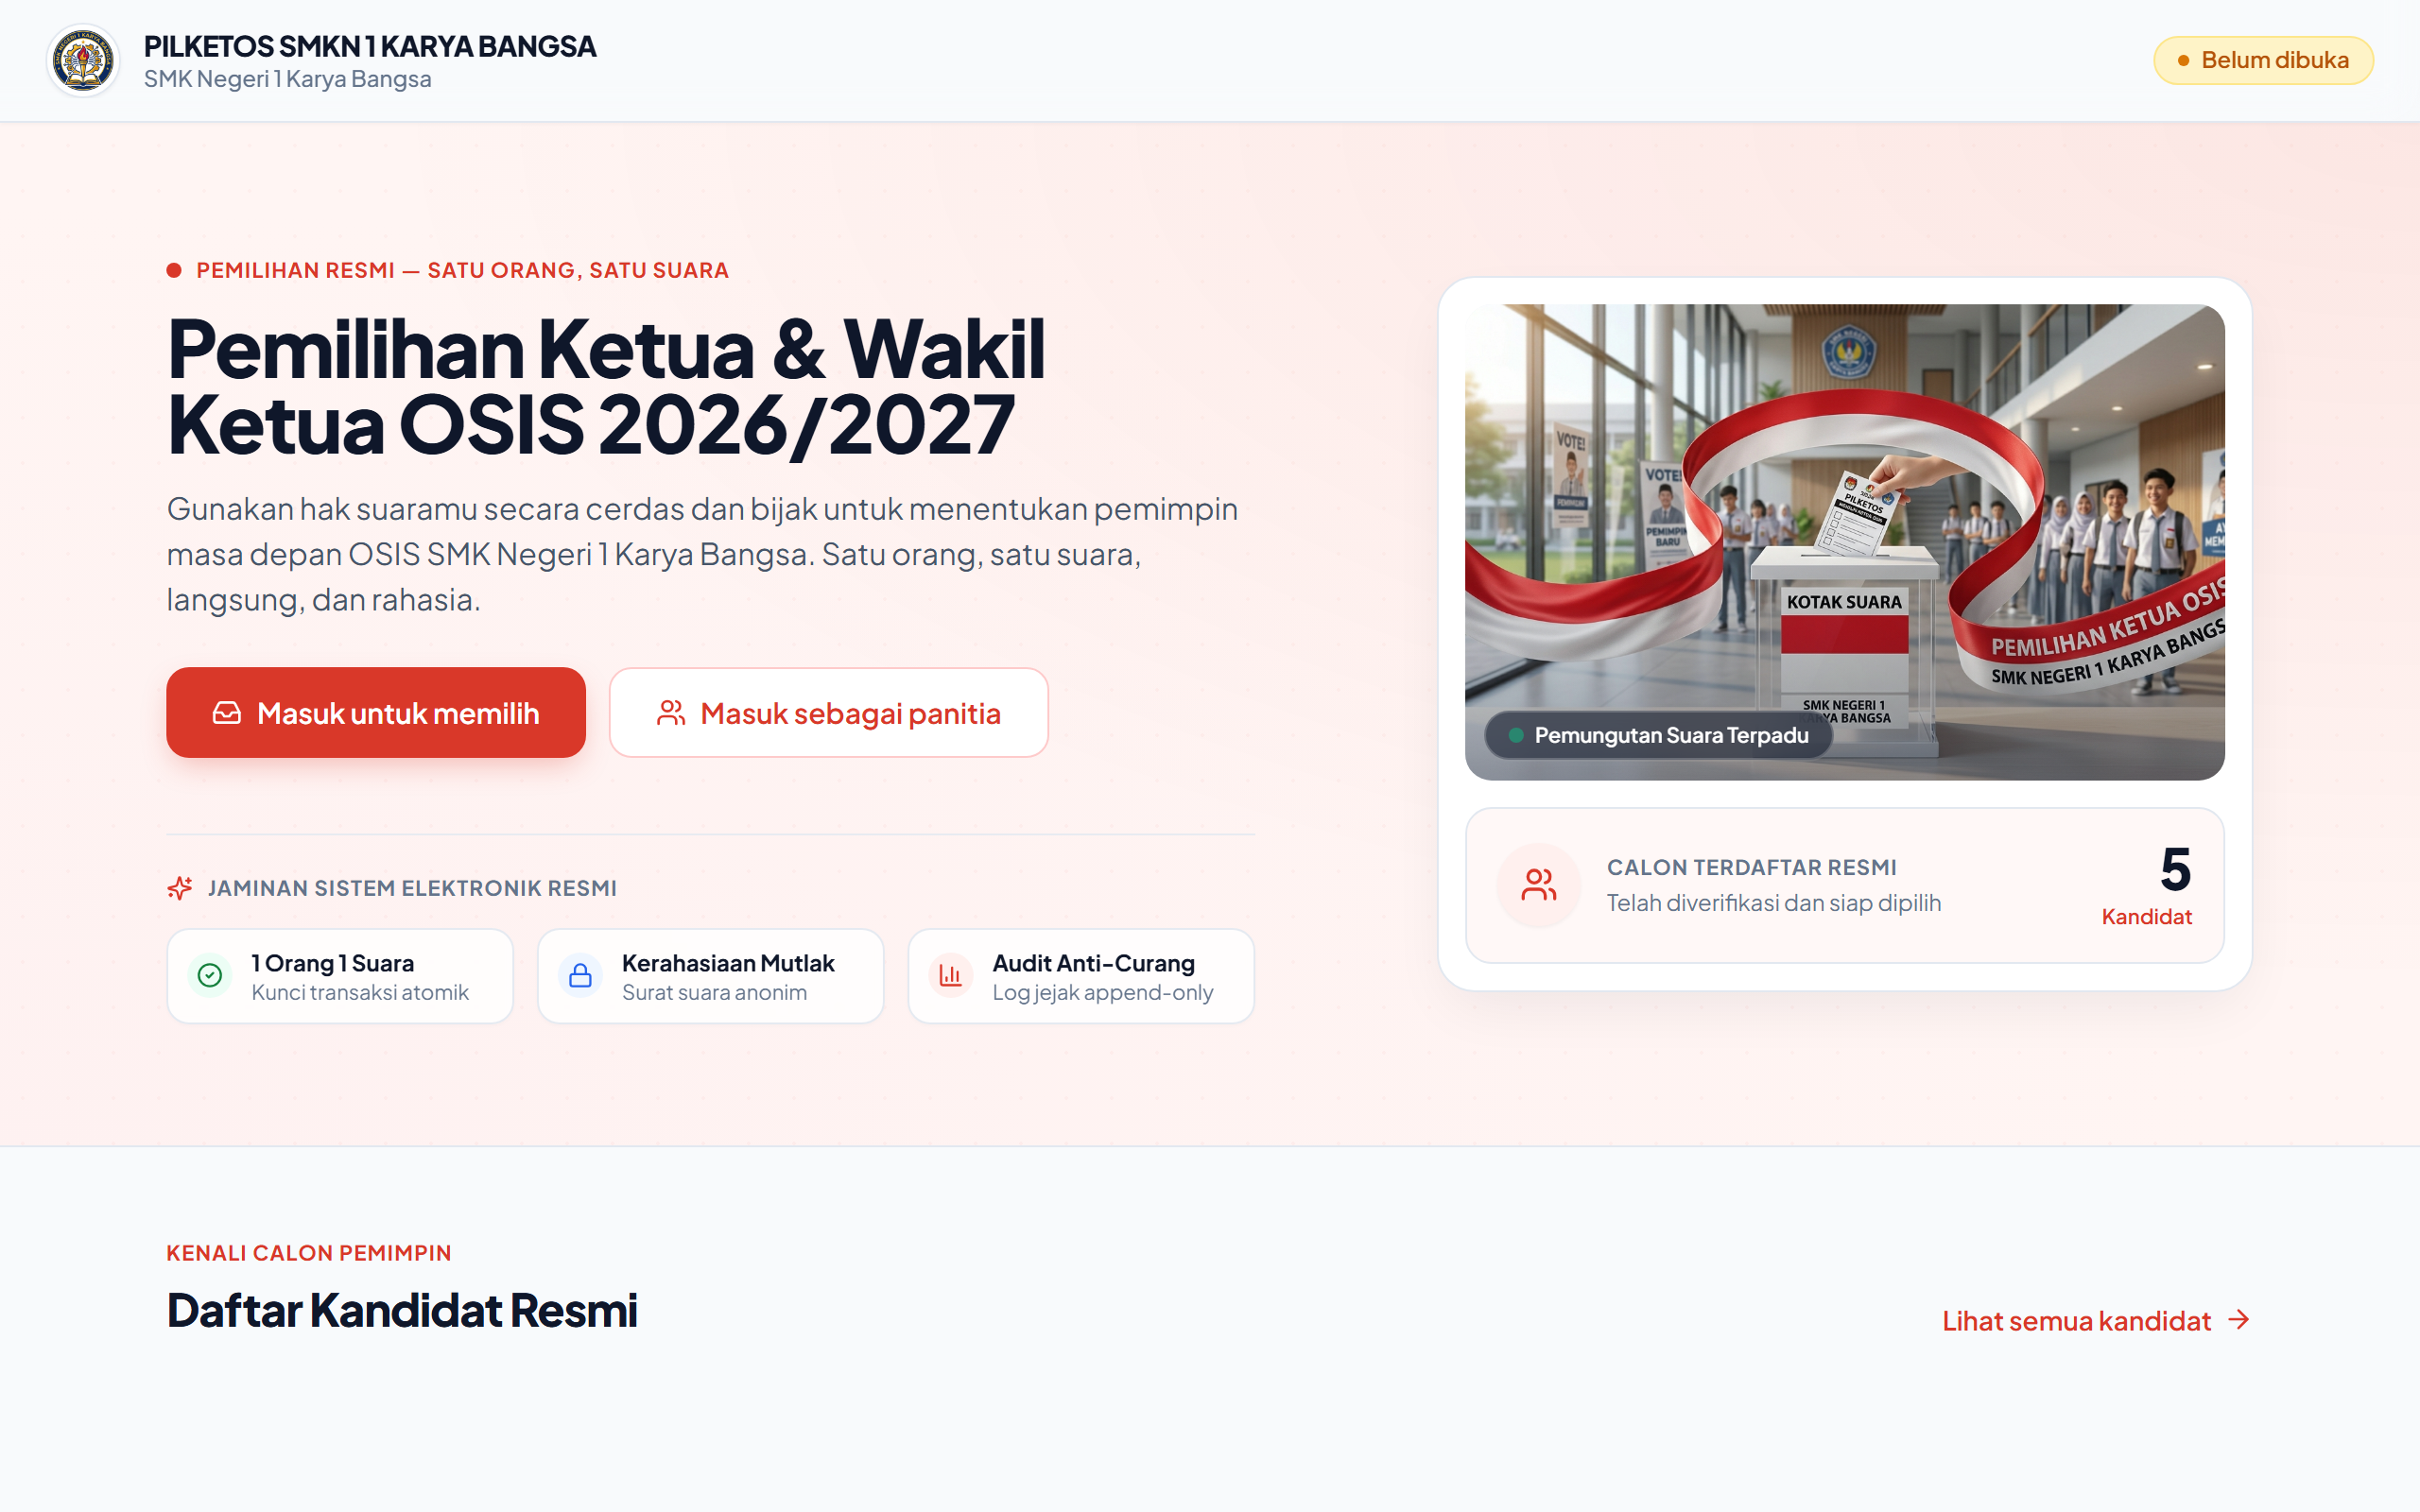 PILKETOS SMKN 1 KARYA BANGSA
SMK Negeri 1 Karya Bangsa
Belum dibuka
PEMILIHAN RESMI — SATU ORANG, SATU SUARA
Pemilihan Ketua & Wakil
Ketua OSIS 2026/2027
Gunakan hak suaramu secara cerdas dan bijak untuk menentukan pemimpin
masa depan OSIS SMK Negeri 1 Karya Bangsa. Satu orang, satu suara,
langsung, dan rahasia.
Masuk untuk memilih
Masuk sebagai panitia
JAMINAN SISTEM ELEKTRONIK RESMI
1 Orang 1 Suara
Kunci transaksi atomik
Kerahasiaan Mutlak
Surat suara anonim
Audit Anti-Curang
Log jejak append-only
VOTE!
VOTE!
PEMIMPIN
BARU
PILKETOS
KOTAK SUARA
SMK NEGERI 1
KARYA BANGSA
PEMILIHAN KETUA OSIS
SMK NEGERI 1 KARYA BANGS
Pemungutan Suara Terpadu
CALON TERDAFTAR RESMI
Telah diverifikasi dan siap dipilih
5
Kandidat
KENALI CALON PEMIMPIN
Daftar Kandidat Resmi
Lihat semua kandidat